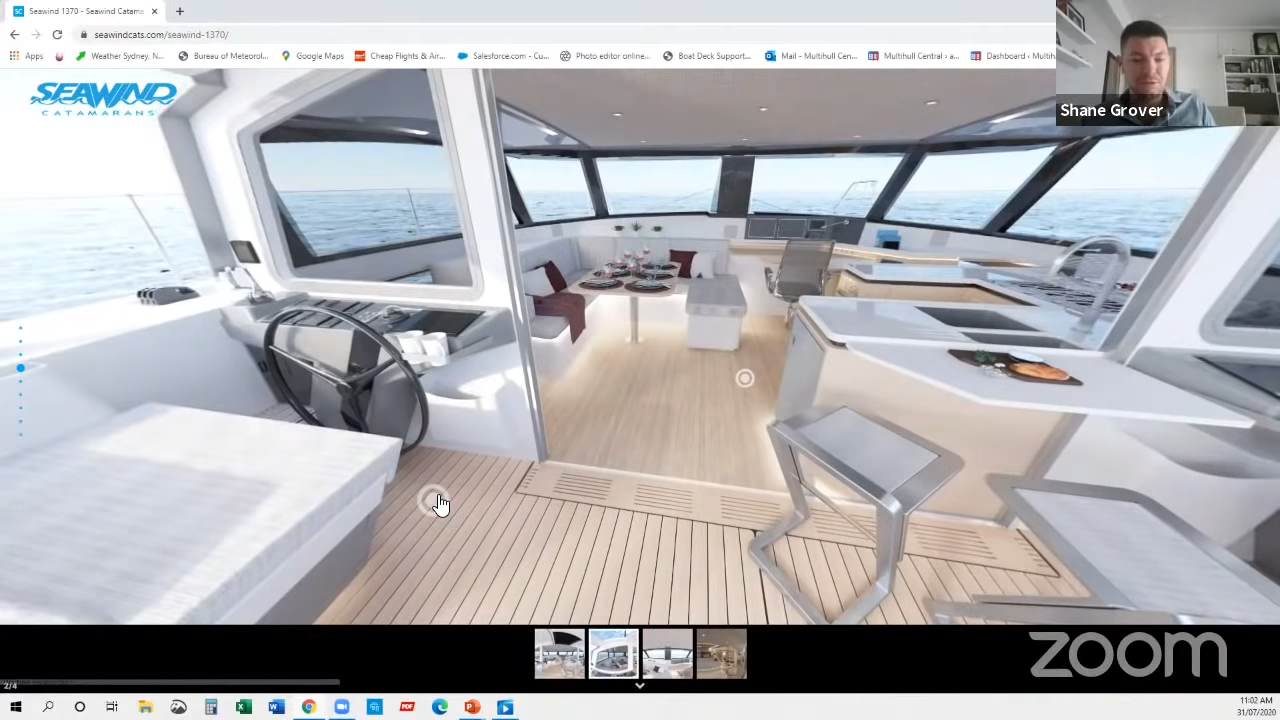 Seawind 1370 - Seawind Catama
seawindcats.com/seawind-1370/
Apps
Weather Sydney, N...
Bureau of Meteorol...
Google Maps
Cheap Flights & Air...
Salesforce.com - Cu...
Photo editor online...
Boat Deck Support...
Mail - Multihull Cen...
Multihull Central › a...
Dashboard ‹ Multih
Shane Grover
SEAWIND
CATAMARANS
zoom
2/4
11:02 AM
31/07/2020